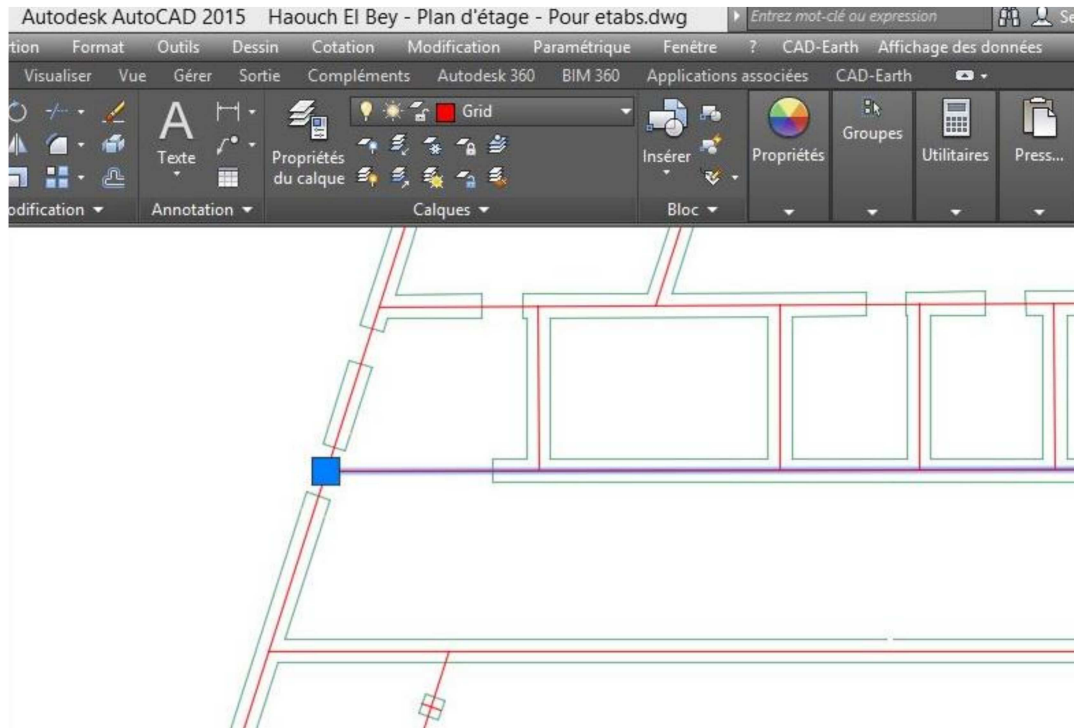 Autodesk AutoCAD 2015 Haouch El Bey - Plan d'étage - Pour etabs.dwg Entrez mot-clé ou expression
Format Outils Dessin Cotation Modification Paramétrique Fenêtre ? CAD-Earth Affichage des données
Visualiser Vue Gérer Sortie Compléments Autodesk 360 BIM 360 Applications associées CAD-Earth
Grid
Texte
Propriétés
du calque
Insérer
Propriétés
Groupes
Utilitaires
Press...
odification Annotation Calques Bloc